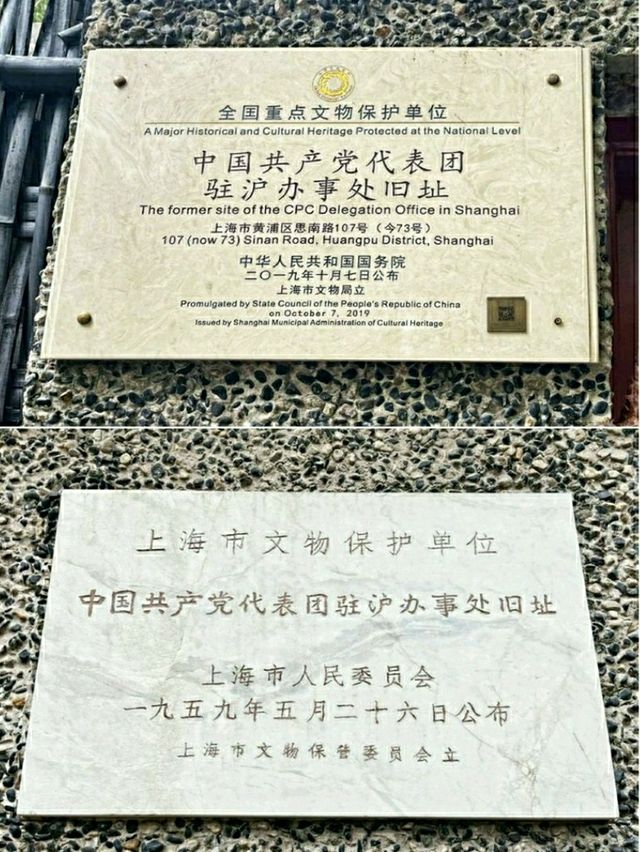 全国重点文物保护单位
A Major Historical and Cultural Heritage Protected at the National Level
中国共产党代表团
驻沪办事处旧址
The former site of the CPC Delegation Office in Shanghai
上海市黄浦区思南路107号（今73号）
107 (now 73) Sinan Road, Huangpu District, Shanghai
中华人民共和国国务院
二〇一九年十月七日公布
上海市文物局立
Promulgated by State Council of the People's Republic of China
on October 7, 2019
Issued by Shanghai Municipal Administration of Cultural Heritage
上海市文物保护单位
中国共产党代表团驻沪办事处旧址
上海市人民委员会
一九五九年五月二十六日公布
上海市文物保管委员会立